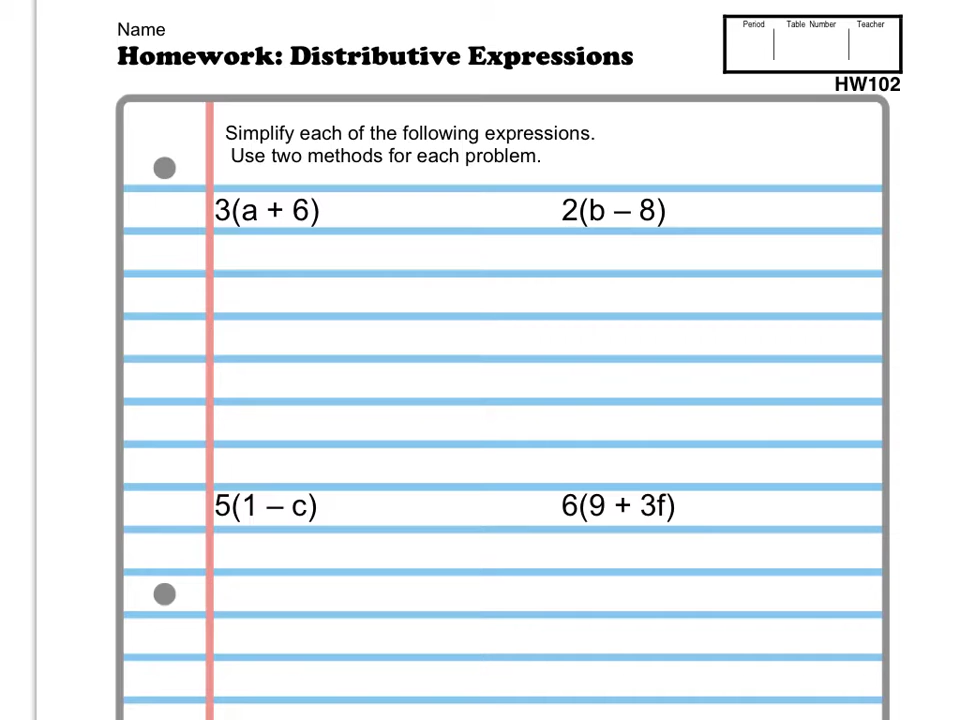 Name
Period Table Number Teacher
Homework: Distributive Expressions
HW102
Simplify each of the following expressions.
Use two methods for each problem.
3(a + 6) 2(b – 8)
5(1 – c) 6(9 + 3f)